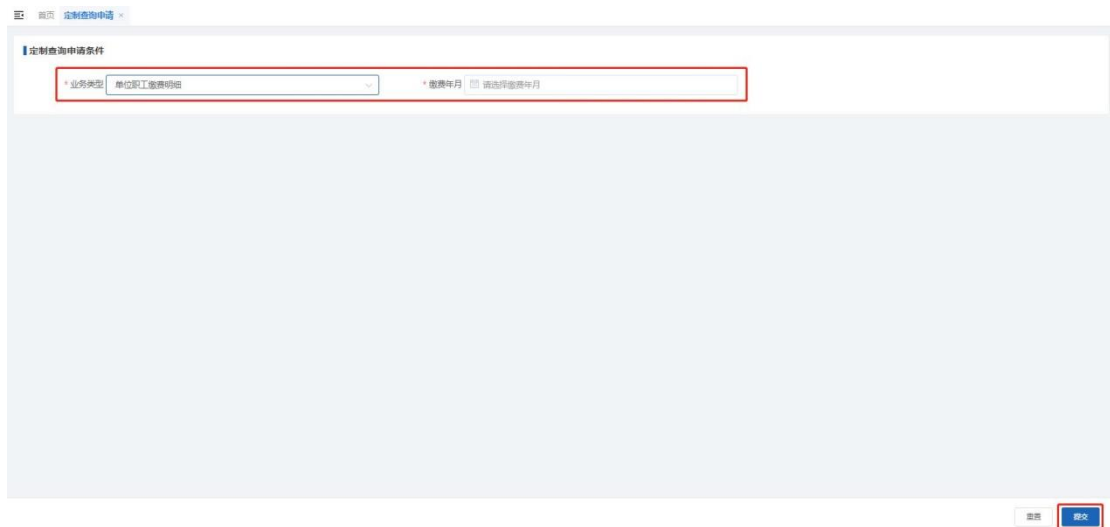 首页 定制查询申请 ×
定制查询申请条件
* 业务类型 单位职工缴费明细 * 缴费年月 请选择缴费年月
重置 提交